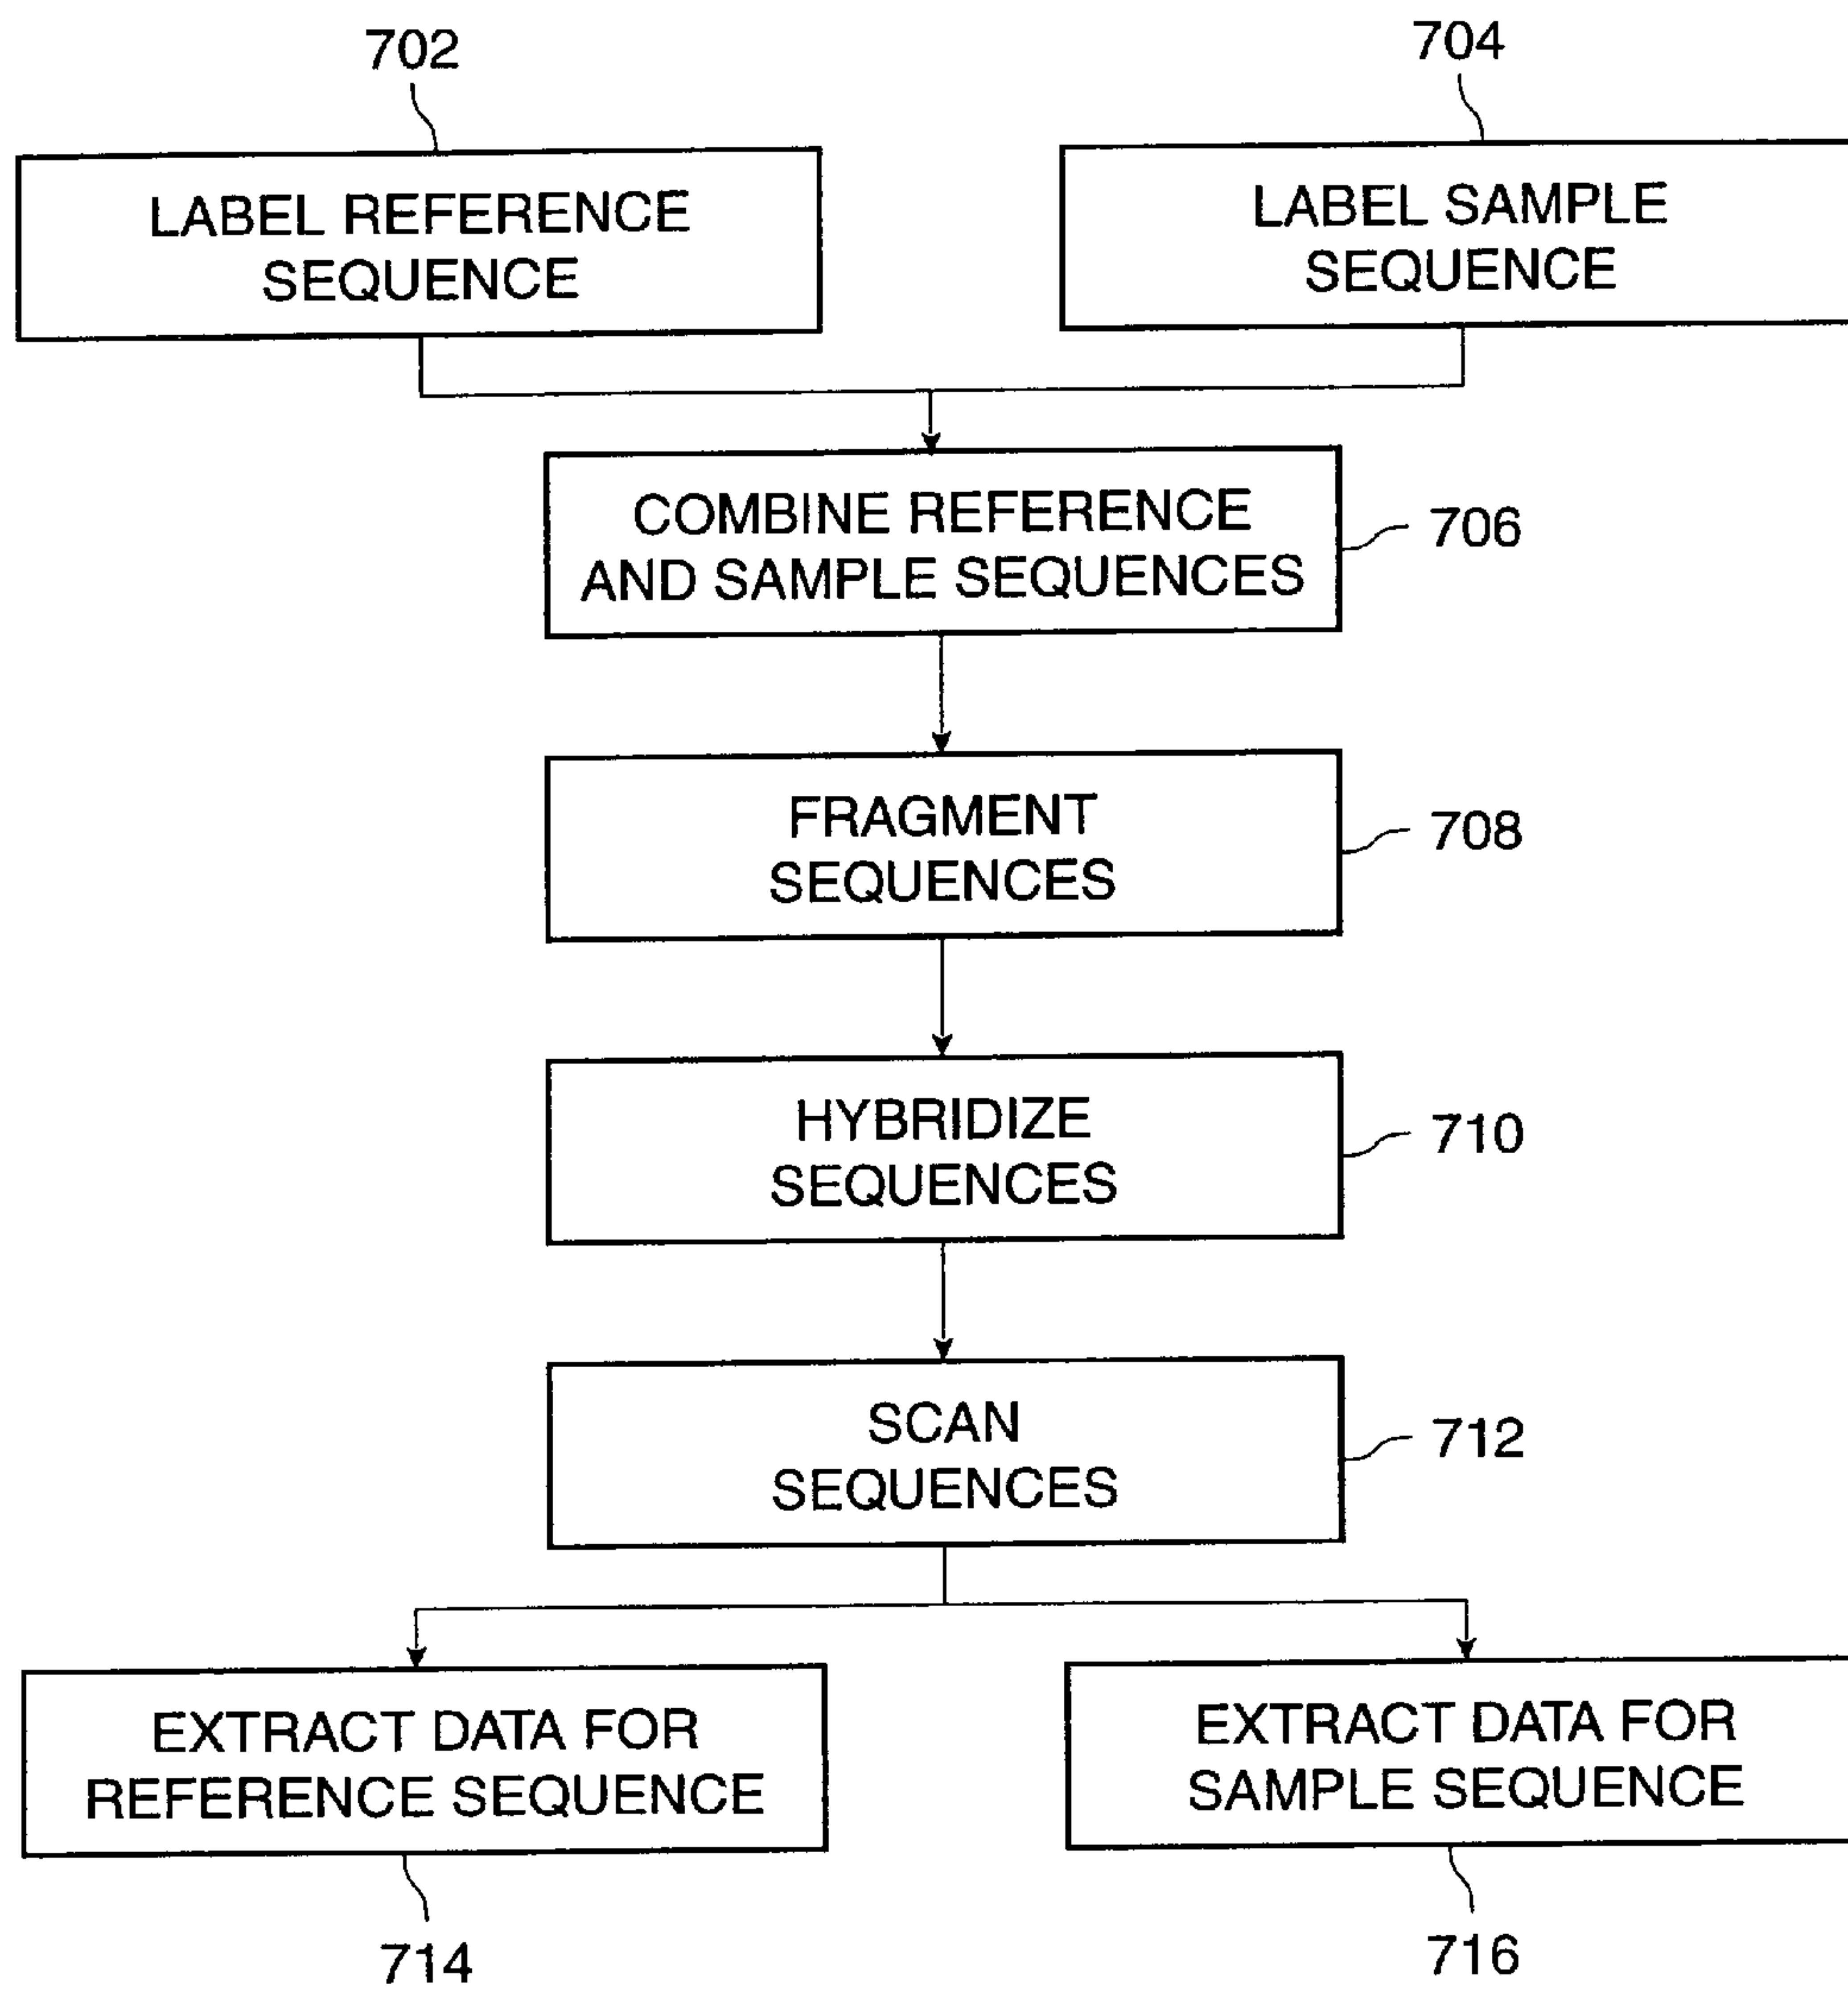 702
704
LABEL REFERENCE
SEQUENCE
LABEL SAMPLE
SEQUENCE
COMBINE REFERENCE
AND SAMPLE SEQUENCES
706
FRAGMENT
SEQUENCES
708
HYBRIDIZE
SEQUENCES
710
SCAN
SEQUENCES
712
EXTRACT DATA FOR
REFERENCE SEQUENCE
EXTRACT DATA FOR
SAMPLE SEQUENCE
714
716